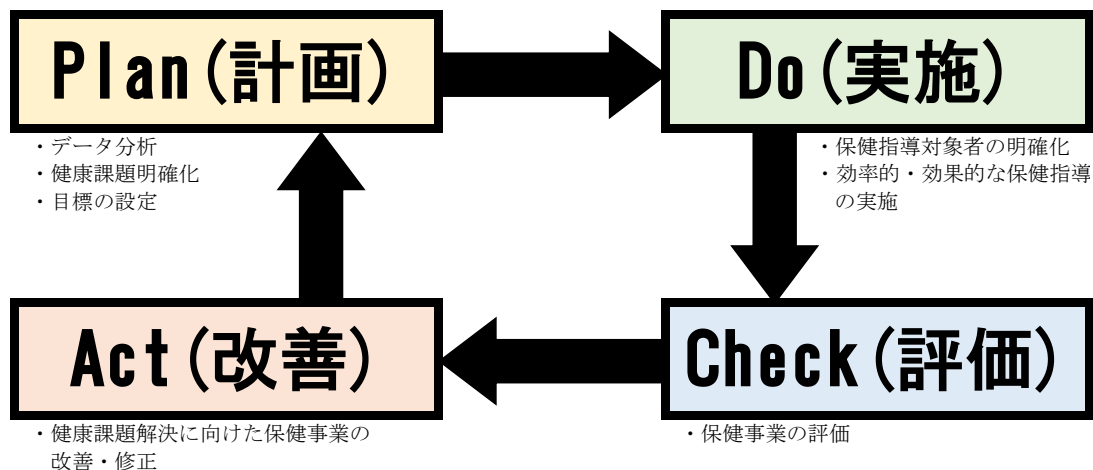 Plan(計画)
・データ分析
・健康課題明確化
・目標の設定
Do(実施)
・保健指導対象者の明確化
・効率的・効果的な保健指導
の実施
Act(改善)
・健康課題解決に向けた保健事業の
改善・修正
Check(評価)
・保健事業の評価